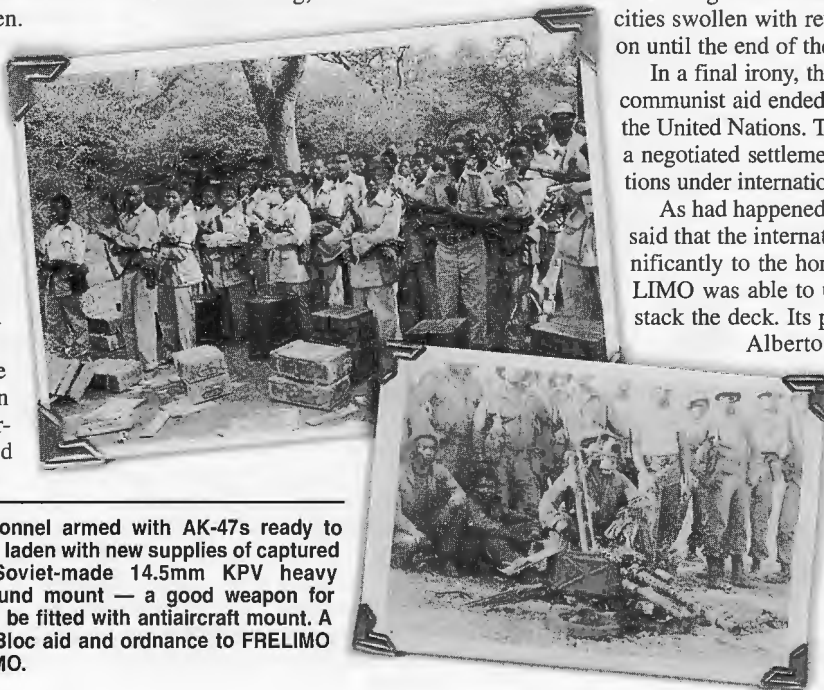 en.
e
n
r-
d
onnel armed with AK-47s ready to
laden with new supplies of captured
Soviet-made 14.5mm KPV heavy
und mount — a good weapon for
be fitted with antiaircraft mount. A
Bloc aid and ordnance to FRELIMO
MO.
cities swollen with re
on until the end of the
In a final irony, th
communist aid ended
the United Nations. T
a negotiated settleme
tions under internatio
As had happened
said that the internat
nificantly to the hor
LIMO was able to u
stack the deck. Its p
Alberto